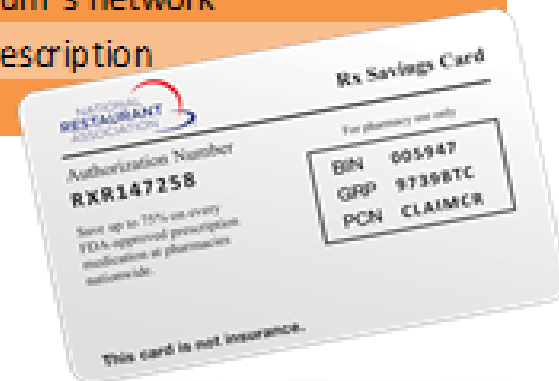 um's network
escription
Rx Savings Card
NATIONAL
RESTAURANT
ASSOCIATION
Authorization Number
RXR147258
Save up to 75% on every
FDA-approved prescription
medication at pharmacies
nationwide.
For pharmacy use only
BIN 005947
GRP 97398TC
PCN CLAIMCR
This card is not insurance.